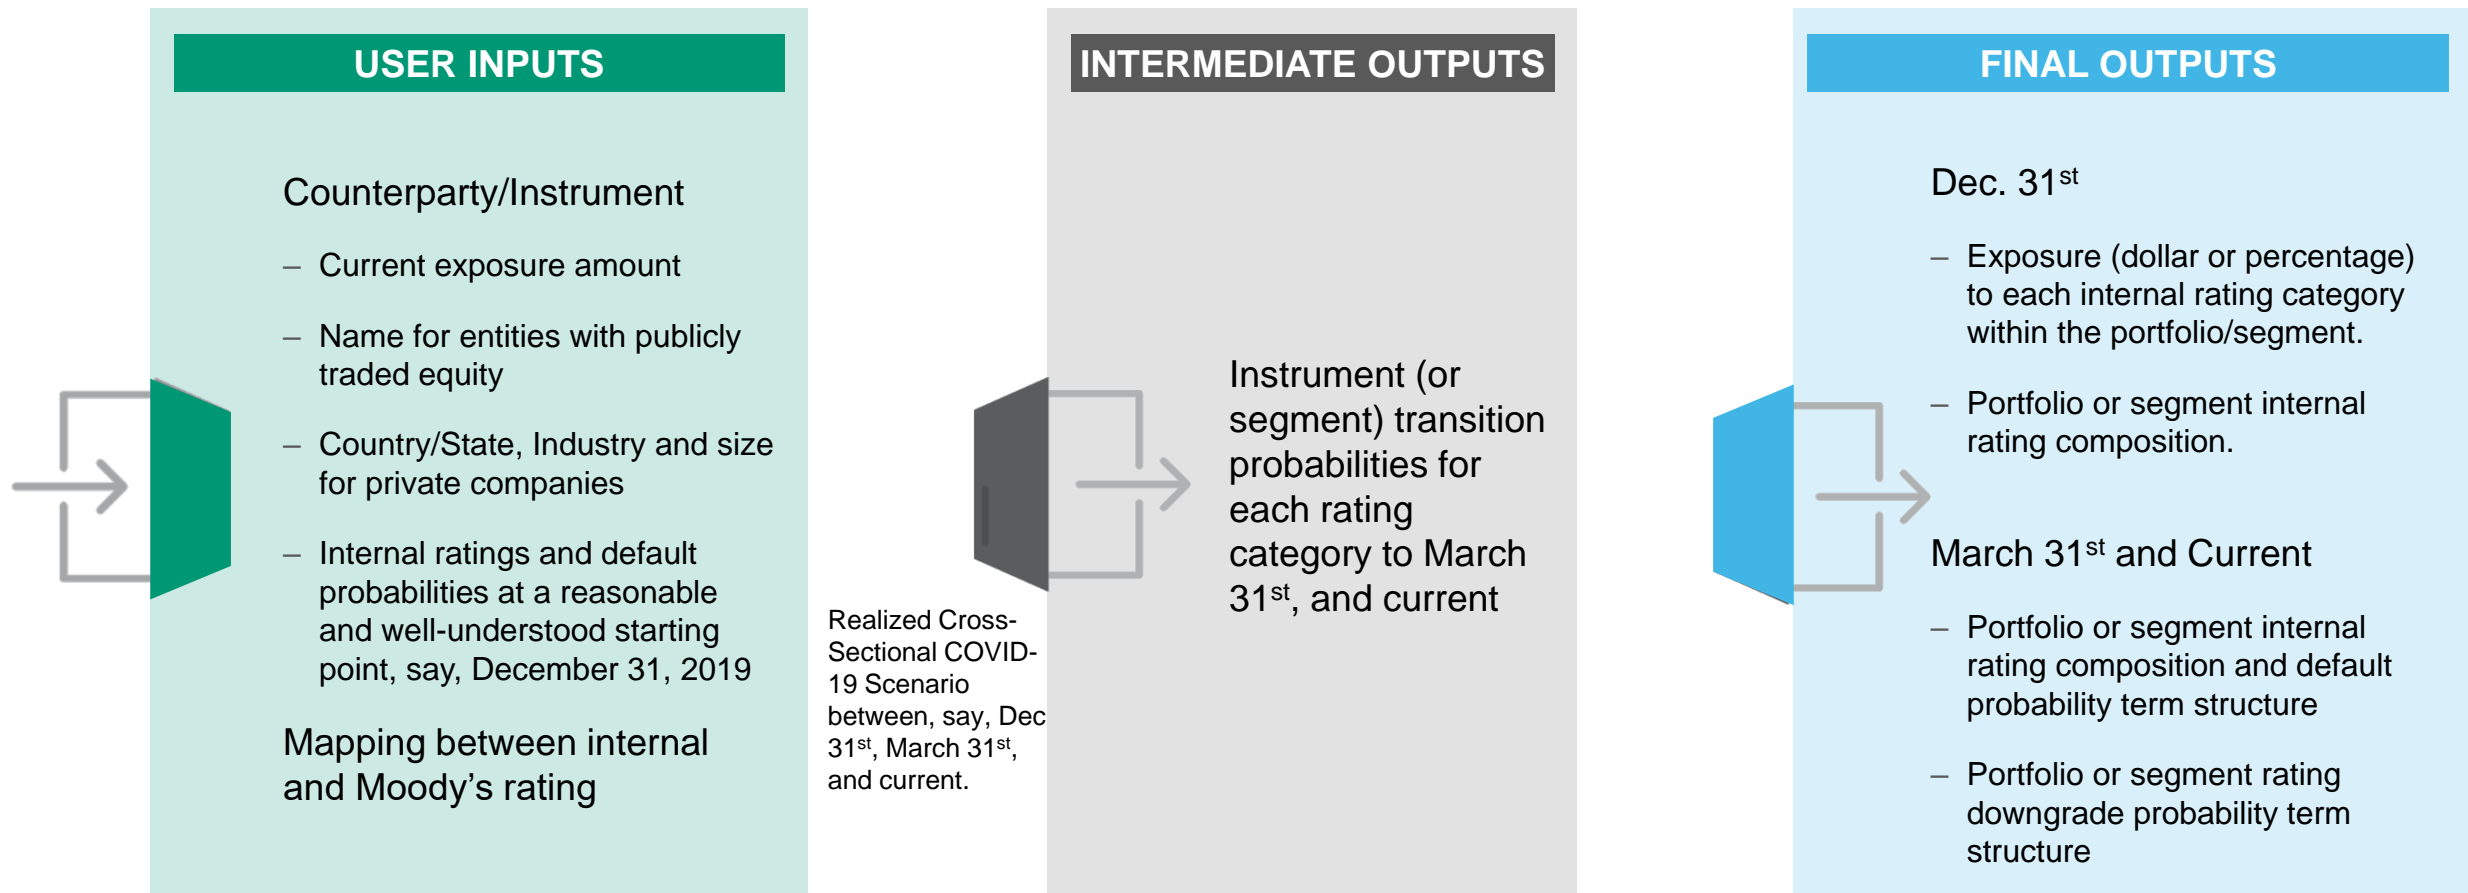 USER INPUTS
Counterparty/Instrument
– Current exposure amount
– Name for entities with publicly
traded equity
– Country/State, Industry and size
for private companies
– Internal ratings and default
probabilities at a reasonable
and well-understood starting
point, say, December 31, 2019
Mapping between internal
and Moody’s rating
Realized Cross-
Sectional COVID-
19 Scenario
between, say, Dec
31st, March 31st,
and current.
INTERMEDIATE OUTPUTS
Instrument (or
segment) transition
probabilities for
each rating
category to March
31st, and current
FINAL OUTPUTS
Dec. 31st
– Exposure (dollar or percentage)
to each internal rating category
within the portfolio/segment.
– Portfolio or segment internal
rating composition.
March 31st and Current
– Portfolio or segment internal
rating composition and default
probability term structure
– Portfolio or segment rating
downgrade probability term
structure